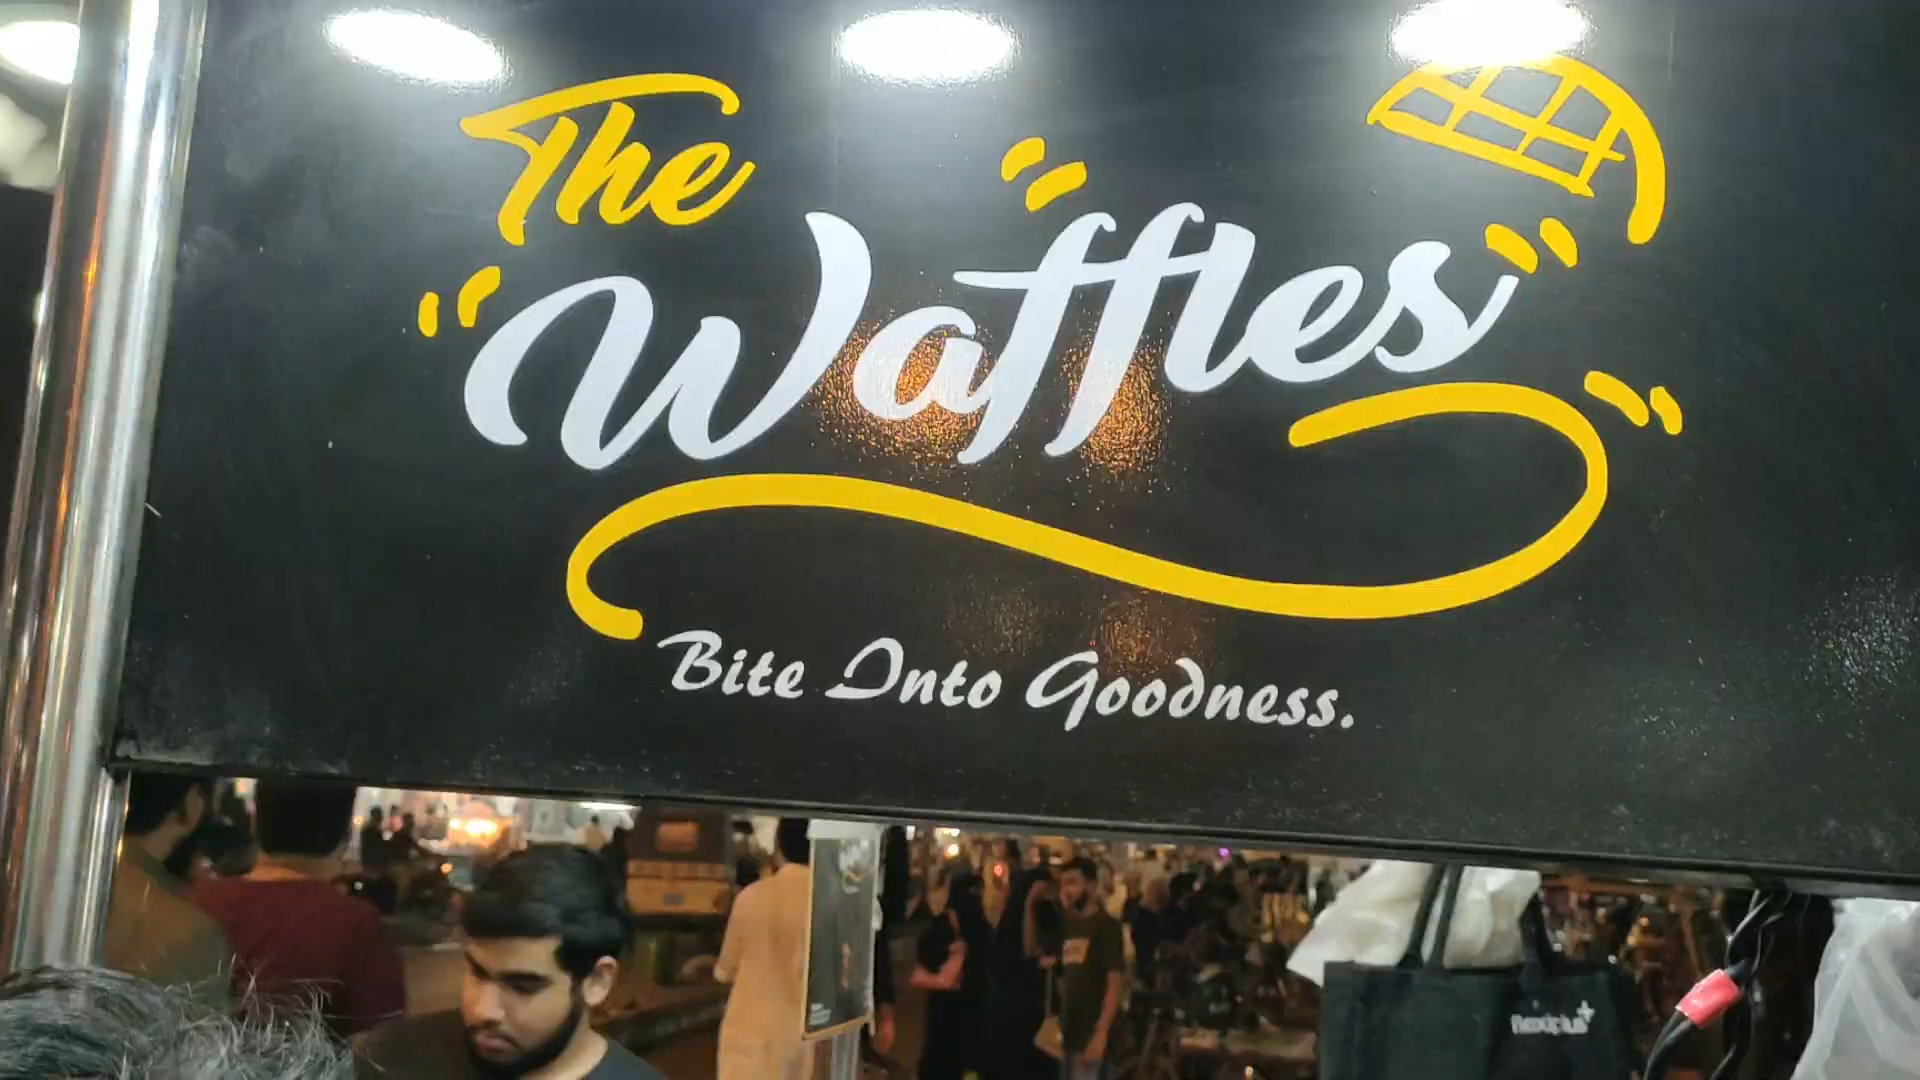 The
Waffles
Bite Into Goodness.